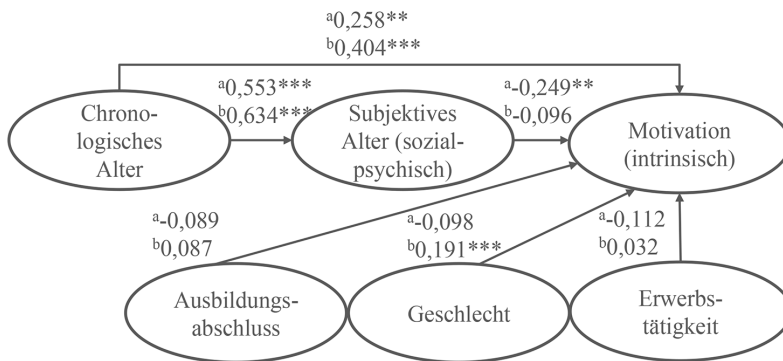 a0,258**
b0,404***
a0,553***
b0,634***
a-0,249**
b-0,096
Chrono-
logisches
Alter
Subjektives
Alter (sozial-
psychisch)
Motivation
(intrinsisch)
a-0,089
b0,087
a-0,098
b0,191***
a-0,112
b0,032
Ausbildungs-
abschluss
Geschlecht
Erwerbs-
tätigkeit